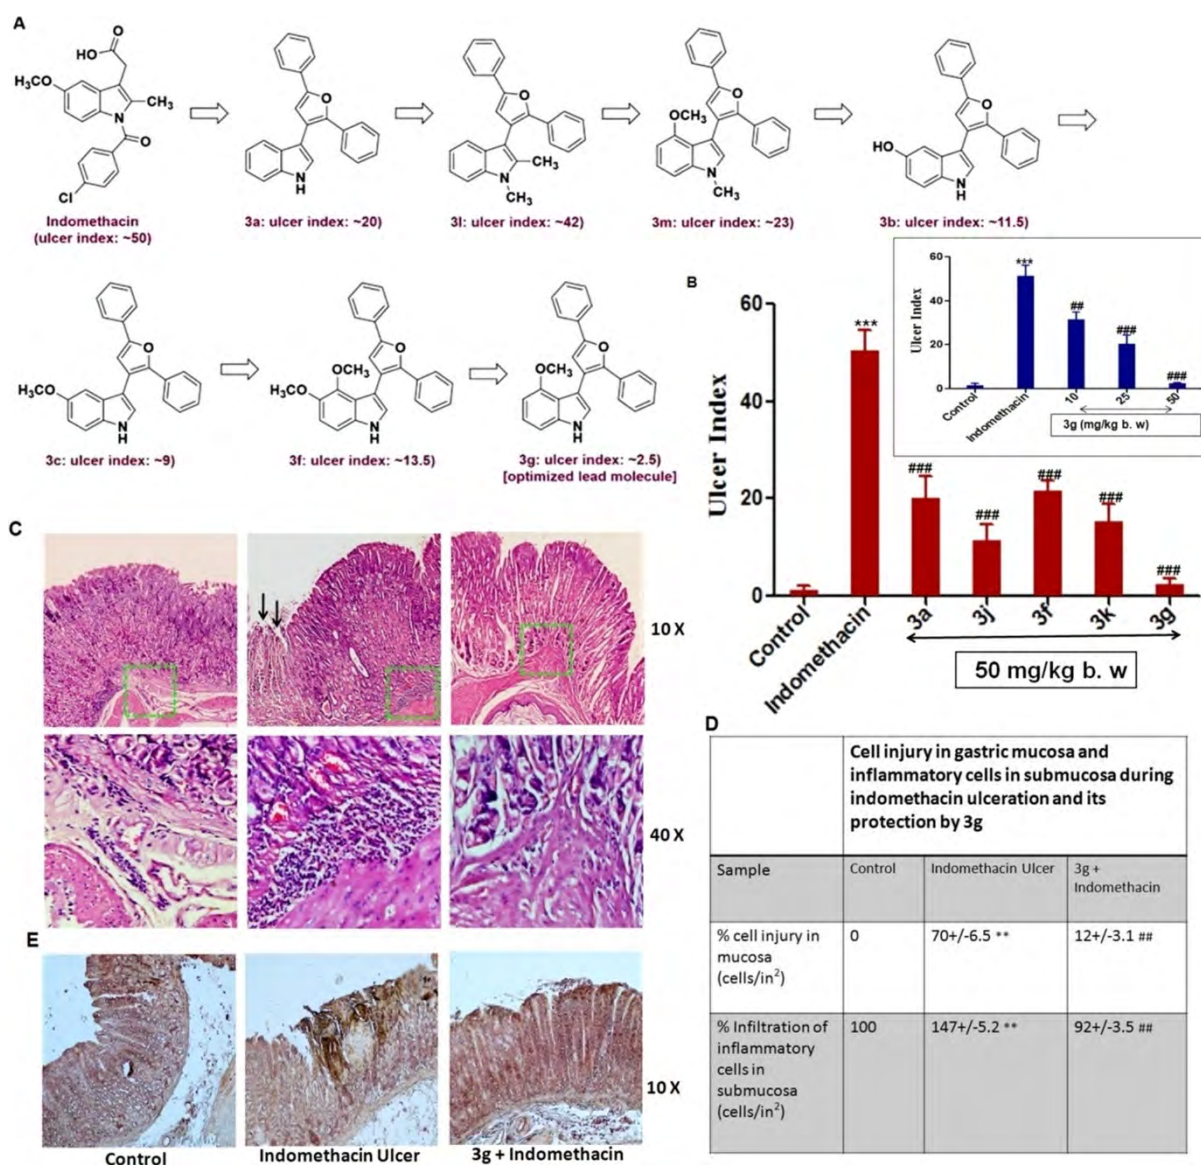 A
O
HO
H₃CO
CH₃
N
O
Cl
Indomethacin
(ulcer index: ~50)
O
N
H
3a: ulcer index: ~20)
O
CH₃
N
CH₃
3l: ulcer index: ~42)
O
OCH₃
N
CH₃
3m: ulcer index: ~23)
O
HO
N
H
3b: ulcer index: ~11.5)
O
H₃CO
N
H
3c: ulcer index: ~9)
O
OCH₃
H₃CO
N
H
3f: ulcer index: ~13.5)
O
OCH₃
N
H
3g: ulcer index: ~2.5)
[optimized lead molecule]
B
Ulcer Index
60
40
20
0
***
###
###
###
###
###
Control
Indomethacin
3a
3j
3f
3k
3g
50 mg/kg b. w
Ulcer Index
60
40
20
0
***
##
###
###
Control
Indomethacin
10
25
50
3g (mg/kg b. w)
C
10 X
40 X
D
Cell injury in gastric mucosa and
inflammatory cells in submucosa during
indomethacin ulceration and its
protection by 3g
Sample
Control
Indomethacin Ulcer
3g +
Indomethacin
% cell injury in
mucosa
(cells/in²)
0
70+/-6.5 **
12+/-3.1 ##
% Infiltration of
inflammatory
cells in
submucosa
(cells/in²)
100
147+/-5.2 **
92+/-3.5 ##
E
10 X
Control
Indomethacin Ulcer
3g + Indomethacin